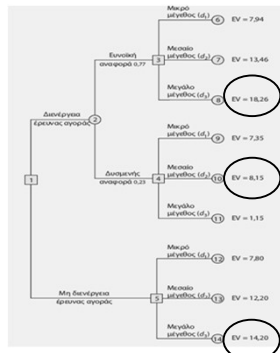 Μικρό
μέγεθος (d₁)
6
EV = 7,94
Ευνοϊκή
αναφορά 0,77
Μεσαίο
μέγεθος (d₂)
3
7
EV = 13,46
Μεγάλο
μέγεθος (d₃)
8
EV = 18,26
Διενέργεια
έρευνας αγοράς
2
Μικρό
μέγεθος (d₁)
9
EV = 7,35
Δυσμενής
αναφορά 0,23
Μεσαίο
μέγεθος (d₂)
1
4
10
EV = 8,15
Μεγάλο
μέγεθος (d₃)
11
EV = 1,15
Μικρό
μέγεθος (d₁)
12
EV = 7,80
Μη διενέργεια
έρευνας αγοράς
Μεσαίο
μέγεθος (d₂)
5
13
EV = 12,20
Μεγάλο
μέγεθος (d₃)
14
EV = 14,20